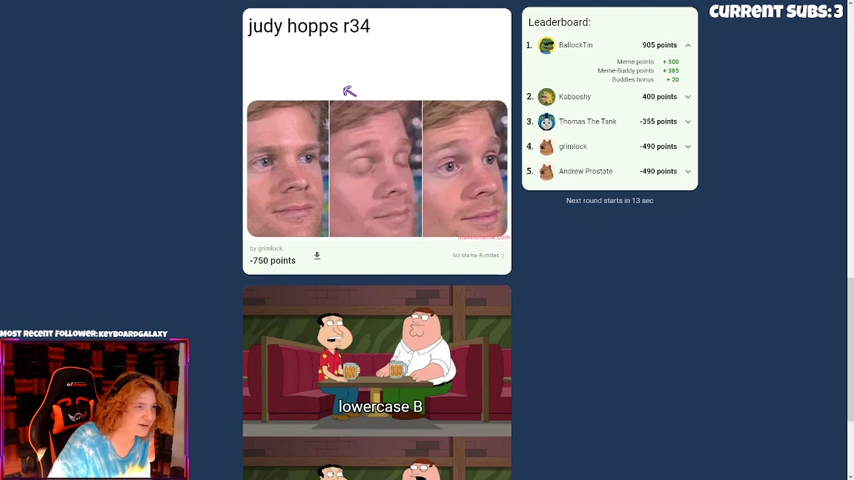 CURRENT SUBS: 3
judy hopps r34
makeameme.com
by grimlock
-750 points
No Meme-Buddies :(
lowercase B
Leaderboard:
1. BallockTin 905 points
Meme points + 500
Meme-Buddy points + 385
Buddies bonus + 20
2. Kabooshy 400 points
3. Thomas The Tank -355 points
4. grimlock -490 points
5. Andrew Prostate -490 points
Next round starts in 13 sec
MOST RECENT FOLLOWER:KEYBOARDGALAXY